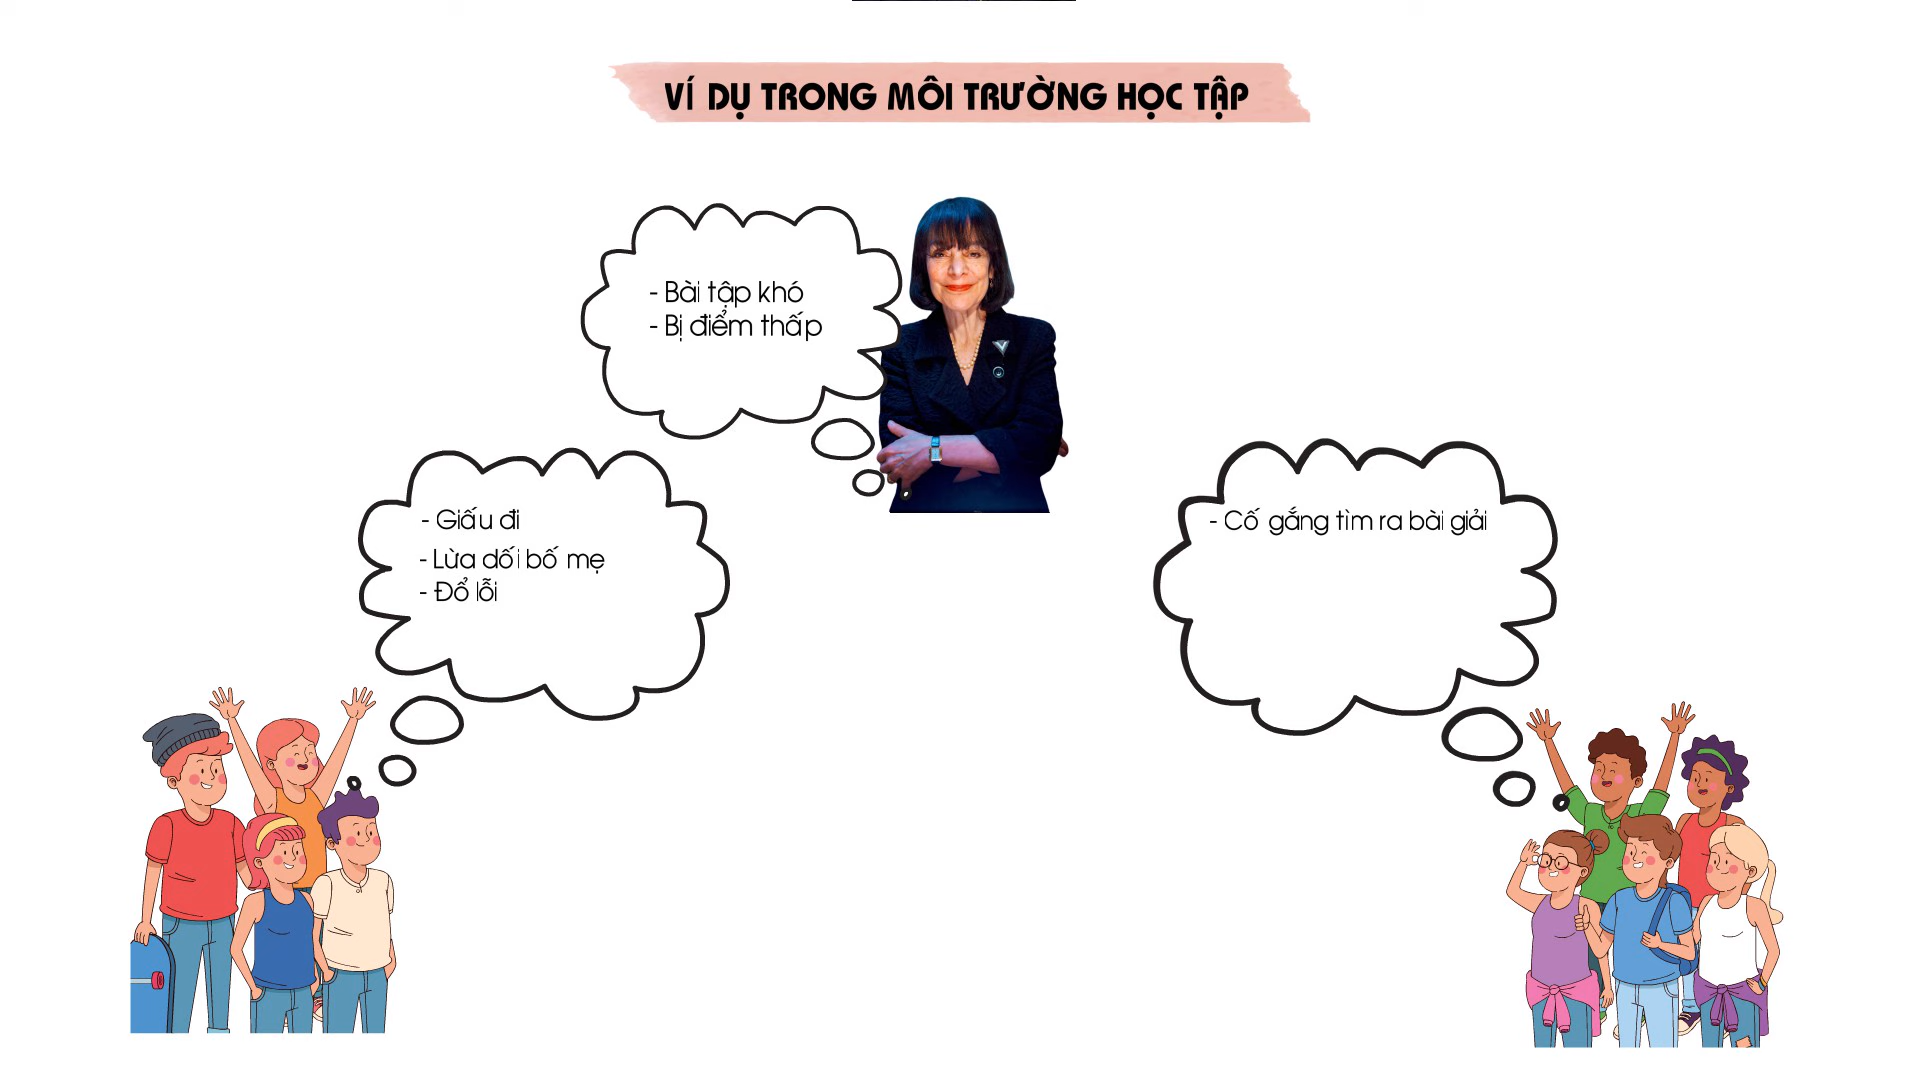 VÍ DỤ TRONG MÔI TRƯỜNG HỌC TẬP
- Bài tập khó
- Bị điểm thấp
- Giấu đi
- Lừa dối bố mẹ
- Đổ lỗi
- Cố gắng tìm ra bài giải